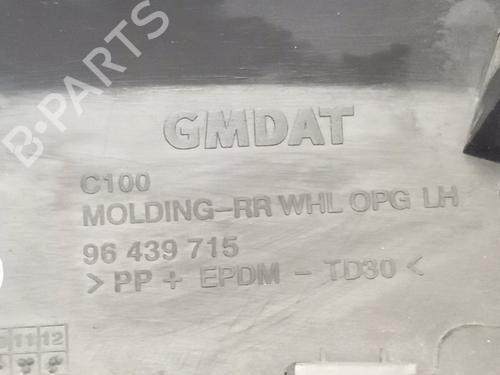 B-PARTS
GMDAT
C100
MOLDING-RR WHL OPG LH
96 439 715
> PP + EPDM - TD30 <
11 12